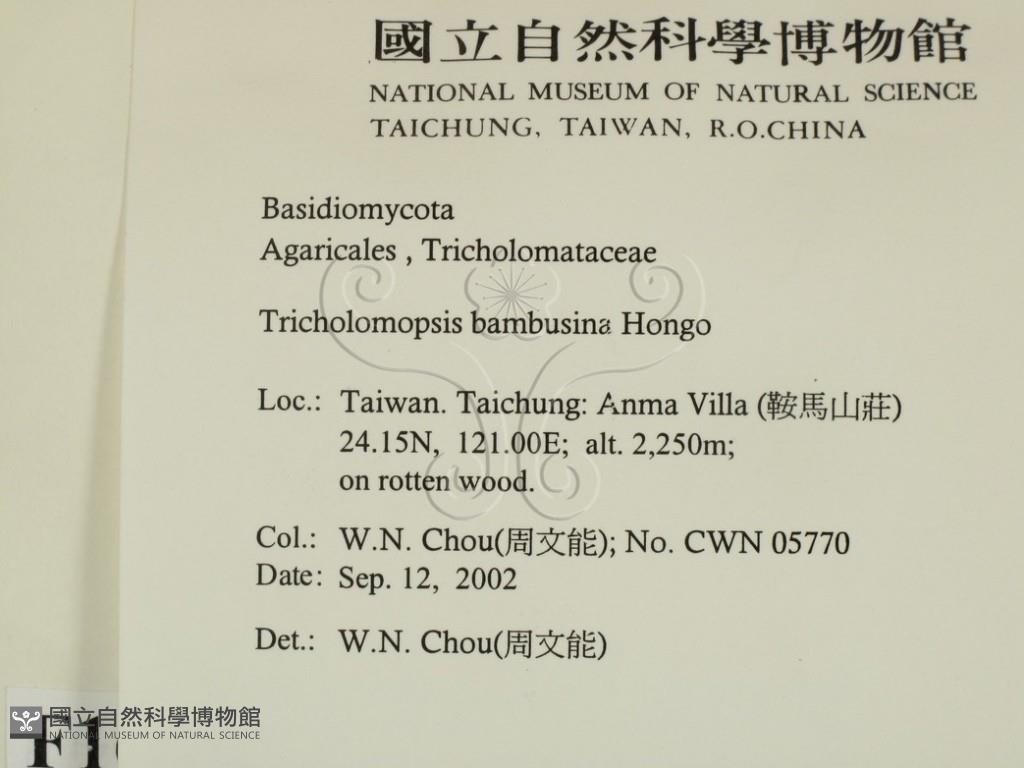 國立自然科學博物館
NATIONAL MUSEUM OF NATURAL SCIENCE
TAICHUNG, TAIWAN, R.O.CHINA
Basidiomycota
Agaricales , Tricholomataceae
Tricholomopsis bambusina Hongo
Loc.: Taiwan. Taichung: Anma Villa (鞍馬山莊)
24.15N, 121.00E; alt. 2,250m;
on rotten wood.
Col.: W.N. Chou(周文能); No. CWN 05770
Date: Sep. 12, 2002
Det.: W.N. Chou(周文能)
國立自然科學博物館
NATIONAL MUSEUM OF NATURAL SCIENCE